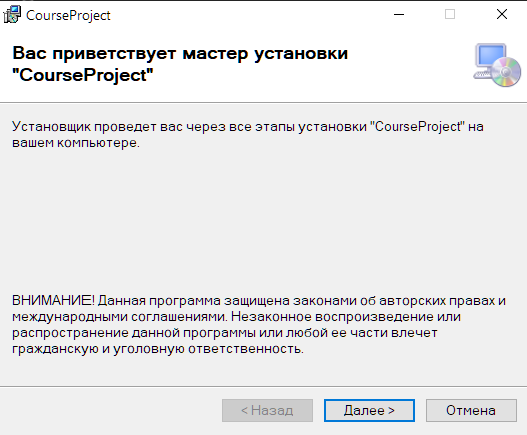 CourseProject
Вас приветствует мастер установки
"CourseProject"
Установщик проведет вас через все этапы установки "CourseProject" на
вашем компьютере.
ВНИМАНИЕ! Данная программа защищена законами об авторских правах и
международными соглашениями. Незаконное воспроизведение или
распространение данной программы или любой ее части влечет
гражданскую и уголовную ответственность.
< Назад
Далее >
Отмена